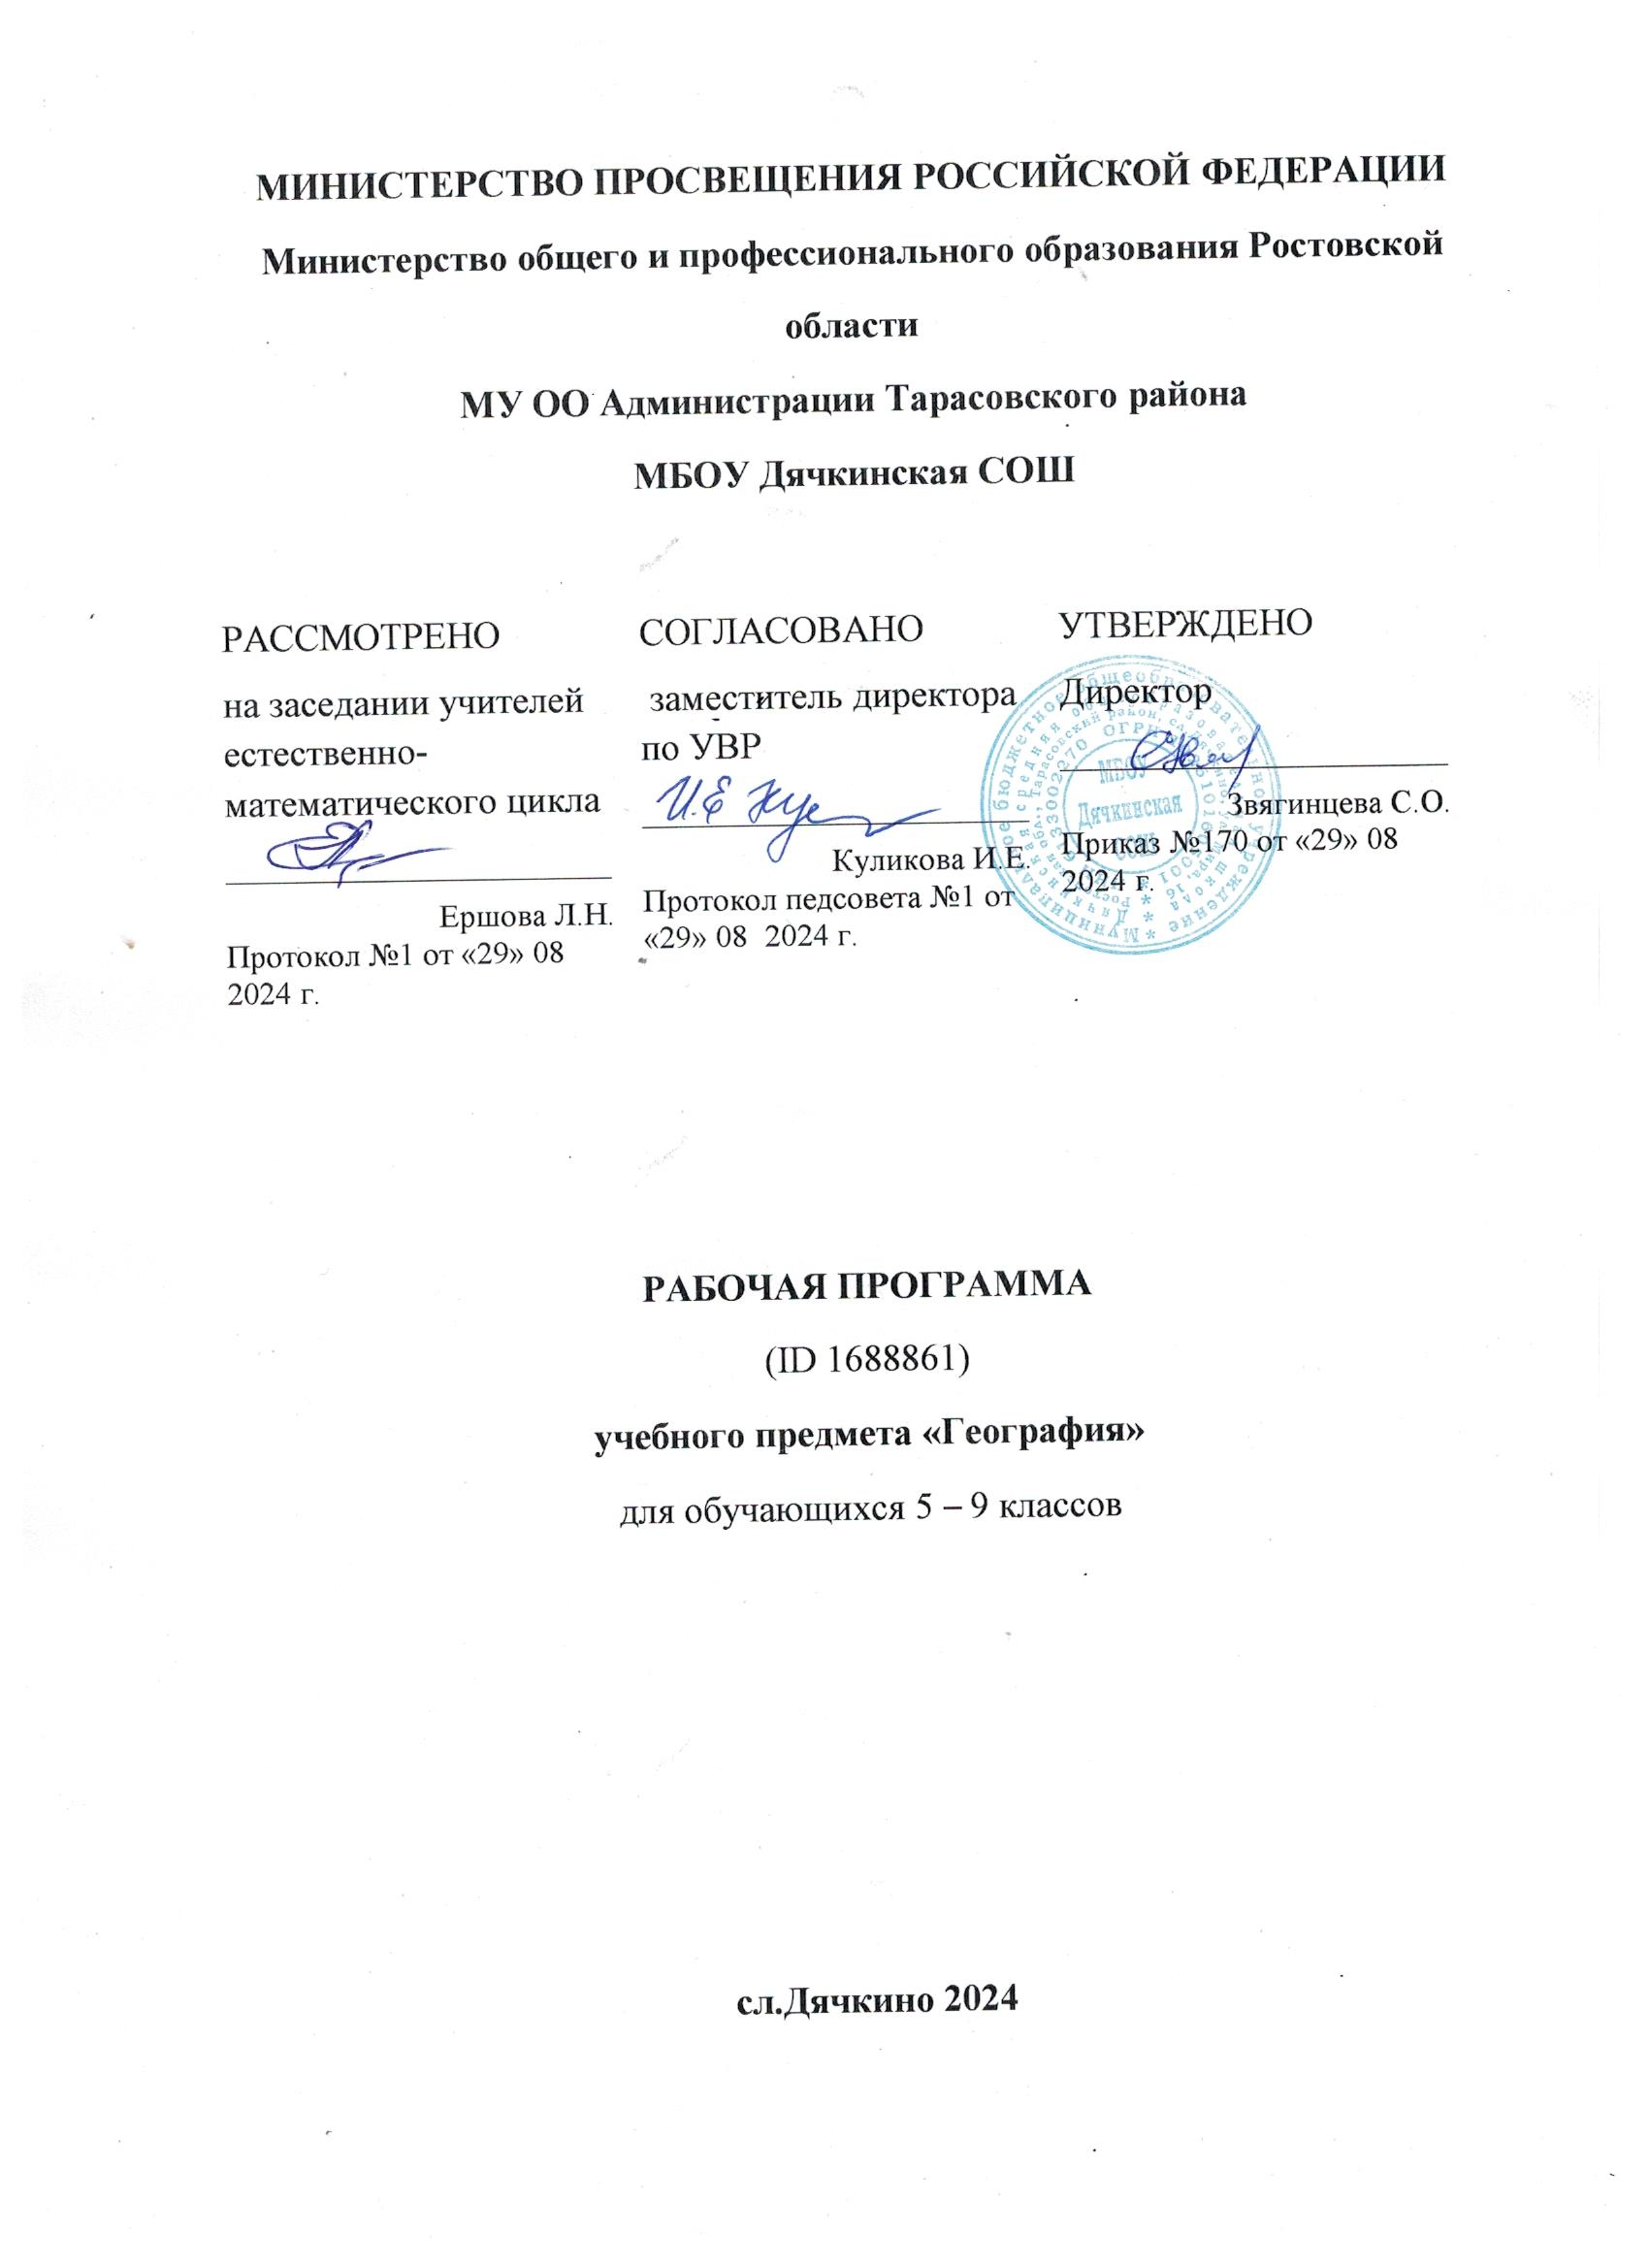 МИНИСТЕРСТВО ПРОСВЕЩЕНИЯ РОССИЙСКОЙ ФЕДЕРАЦИИ
Министерство общего и профессионального образования Ростовской
области
МУ ОО Администрации Тарасовского района
МБОУ Дячкинская СОШ
РАССМОТРЕНО
на заседании учителей
естественно-
математического цикла
Ершова Л.Н.
Протокол №1 от «29» 08
2024 г.
СОГЛАСОВАНО
заместитель директора
по УВР
Куликова И.Е.
Протокол педсовета №1 от
«29» 08 2024 г.
УТВЕРЖДЕНО
Директор
Звягинцева С.О.
Приказ №170 от «29» 08
2024 г.
МБОУ
Дячкинская
СОШ
РАБОЧАЯ ПРОГРАММА
(ID 1688861)
учебного предмета «География»
для обучающихся 5 – 9 классов
сл.Дячкино 2024